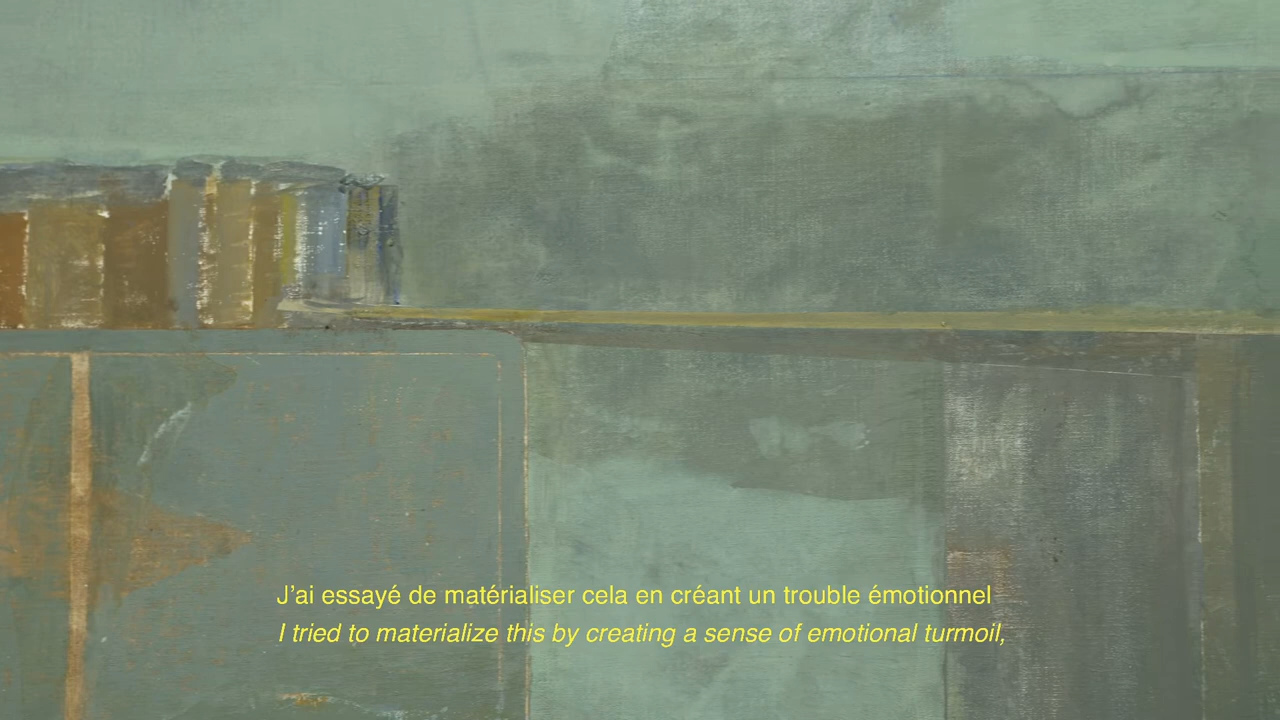 J'ai essayé de matérialiser cela en créant un trouble émotionnel
I tried to materialize this by creating a sense of emotional turmoil,